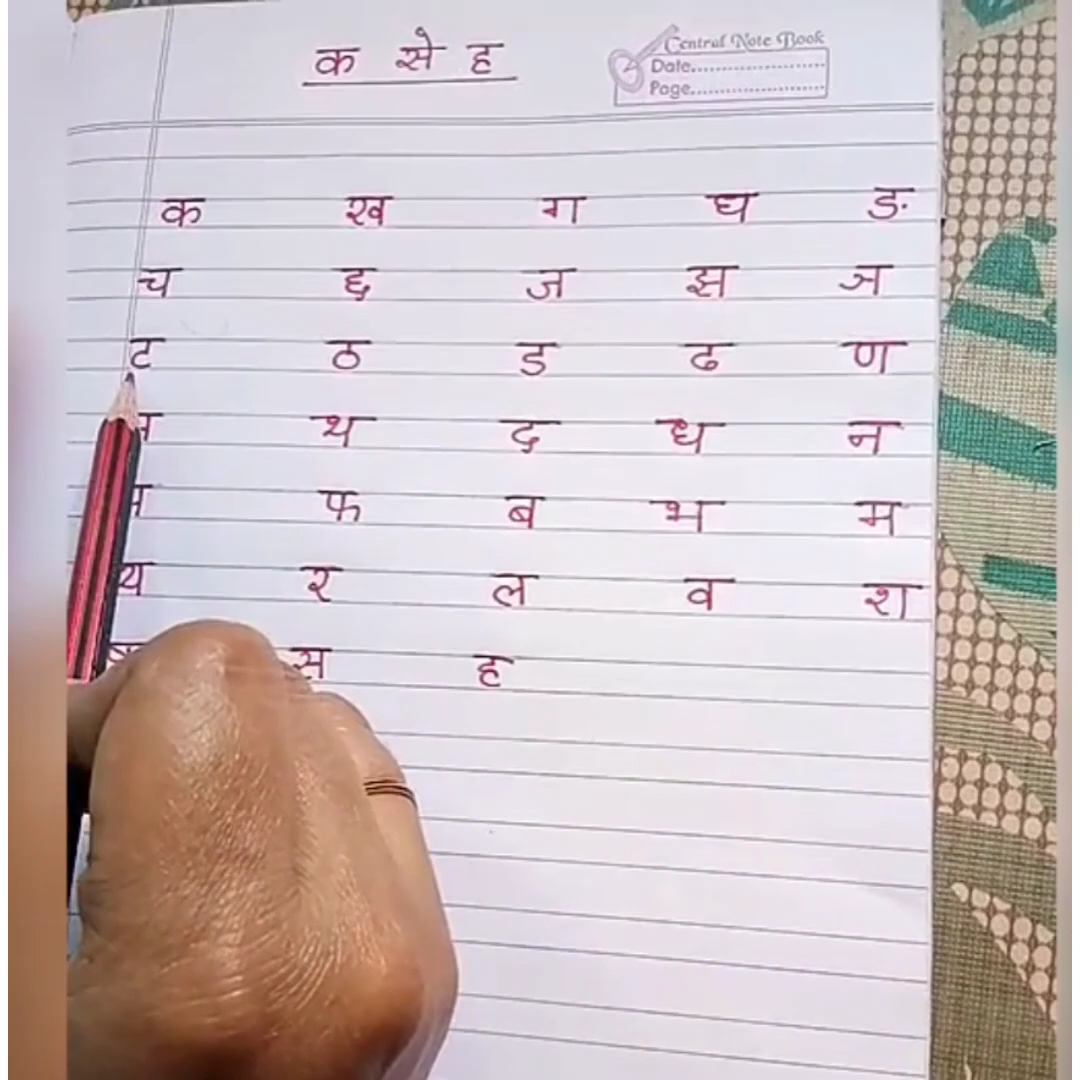 क से ह
Central Note Book
Date
Page
क ख ग घ ङ
च छ ज झ ञ
ट ठ ड ढ ण
थ द ध न
फ ब भ म
य र ल व श
स ह